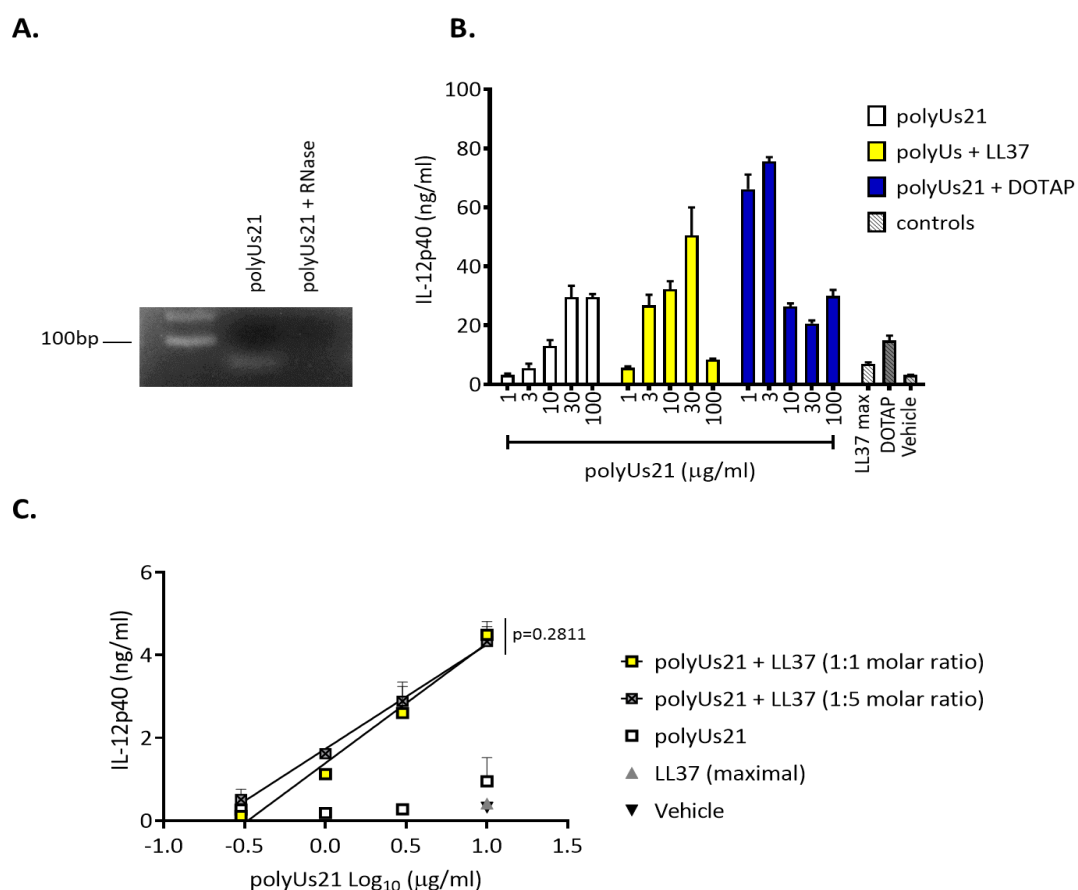 A.
B.
polyUs21
polyUs21 + RNase
100bp
IL-12p40 (ng/ml)
100
80
60
40
20
0
1 3 10 30 100 1 3 10 30 100 1 3 10 30 100 LL37 max DOTAP Vehicle
polyUs21 (μg/ml)
polyUs21
polyUs + LL37
polyUs21 + DOTAP
controls
C.
IL-12p40 (ng/ml)
6
4
2
0
-1.0 -0.5 0.0 0.5 1.0 1.5
polyUs21 Log10 (μg/ml)
p=0.2811
polyUs21 + LL37 (1:1 molar ratio)
polyUs21 + LL37 (1:5 molar ratio)
polyUs21
LL37 (maximal)
Vehicle